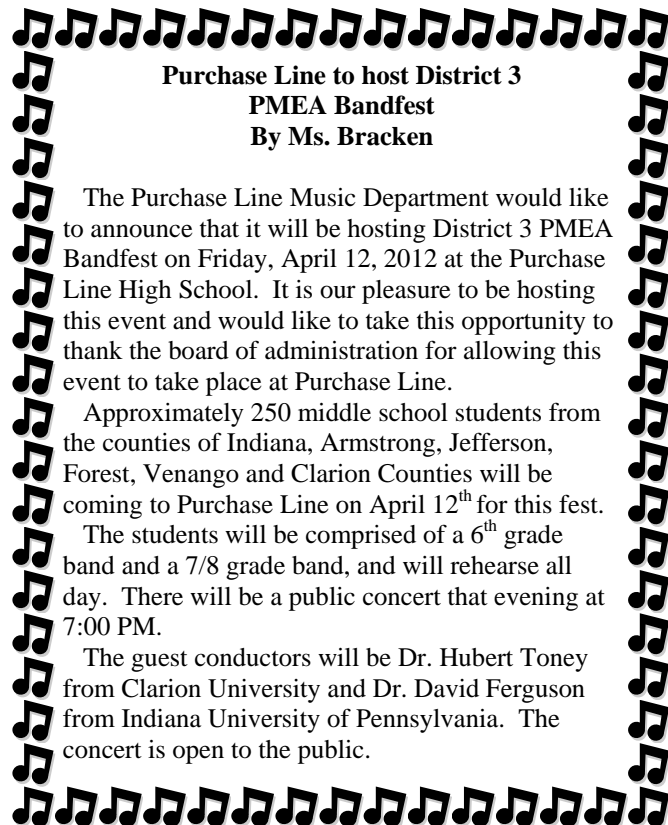 Purchase Line to host District 3
PMEA Bandfest
By Ms. Bracken
The Purchase Line Music Department would like
to announce that it will be hosting District 3 PMEA
Bandfest on Friday, April 12, 2012 at the Purchase
Line High School.  It is our pleasure to be hosting
this event and would like to take this opportunity to
thank the board of administration for allowing this
event to take place at Purchase Line.
Approximately 250 middle school students from
the counties of Indiana, Armstrong, Jefferson,
Forest, Venango and Clarion Counties will be
coming to Purchase Line on April 12th for this fest.
The students will be comprised of a 6th grade
band and a 7/8 grade band, and will rehearse all
day.  There will be a public concert that evening at
7:00 PM.
The guest conductors will be Dr. Hubert Toney
from Clarion University and Dr. David Ferguson
from Indiana University of Pennsylvania.  The
concert is open to the public.